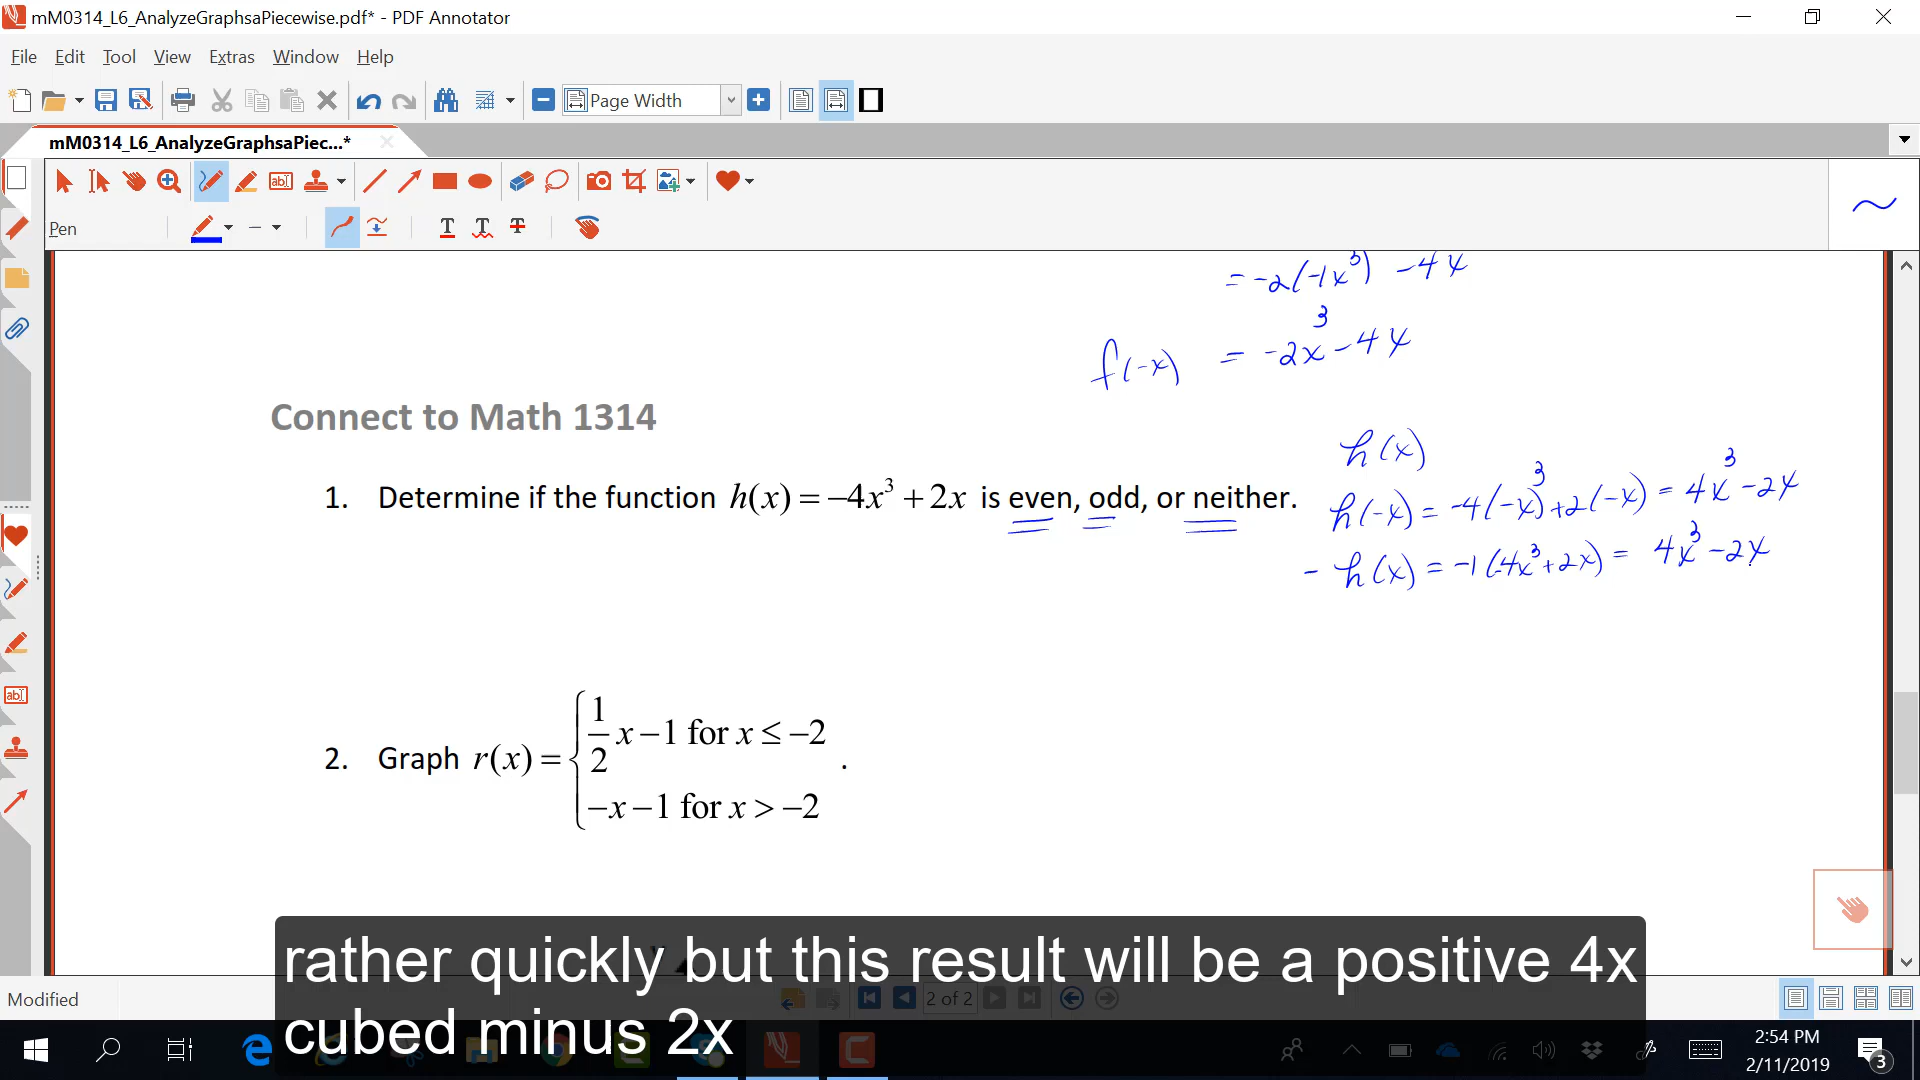 mM0314_L6_AnalyzeGraphsaPiecewise.pdf* - PDF Annotator
File Edit Tool View Extras Window Help
Page Width
mM0314_L6_AnalyzeGraphsaPiec...*
Pen
= -2(-1x³) -4x
f(-x) = -2x³ -4x
Connect to Math 1314
h(x)
1. Determine if the function h(x) = −4x³ + 2x is even, odd, or neither.
h(-x) = -4(-x)³ +2(-x) = 4x³ -2x
- h(x) = -1(-4x³ +2x) = 4x³ -2x
2. Graph r(x) = { 1/2 x − 1 for x ≤ −2
−x − 1 for x > −2 .
rather quickly but this result will be a positive 4x
cubed minus 2x
Modified
2 of 2
2:54 PM
2/11/2019
3